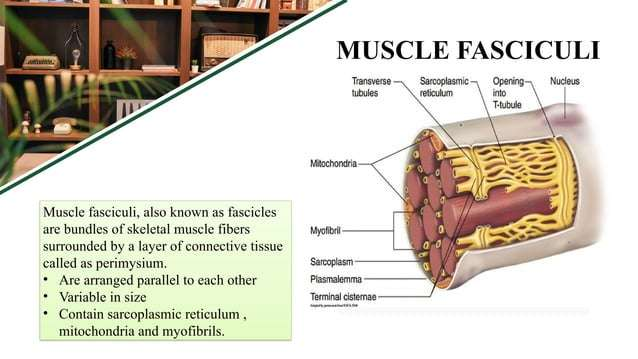 MUSCLE FASCICULI
Transverse
tubules
Sarcoplasmic
reticulum
Opening
into
T-tubule
Nucleus
Mitochondria
Myofibril
Sarcoplasm
Plasmalemma
Terminal cisternae
Muscle fasciculi, also known as fascicles
are bundles of skeletal muscle fibers
surrounded by a layer of connective tissue
called as perimysium.
• Are arranged parallel to each other
• Variable in size
• Contain sarcoplasmic reticulum ,
mitochondria and myofibrils.